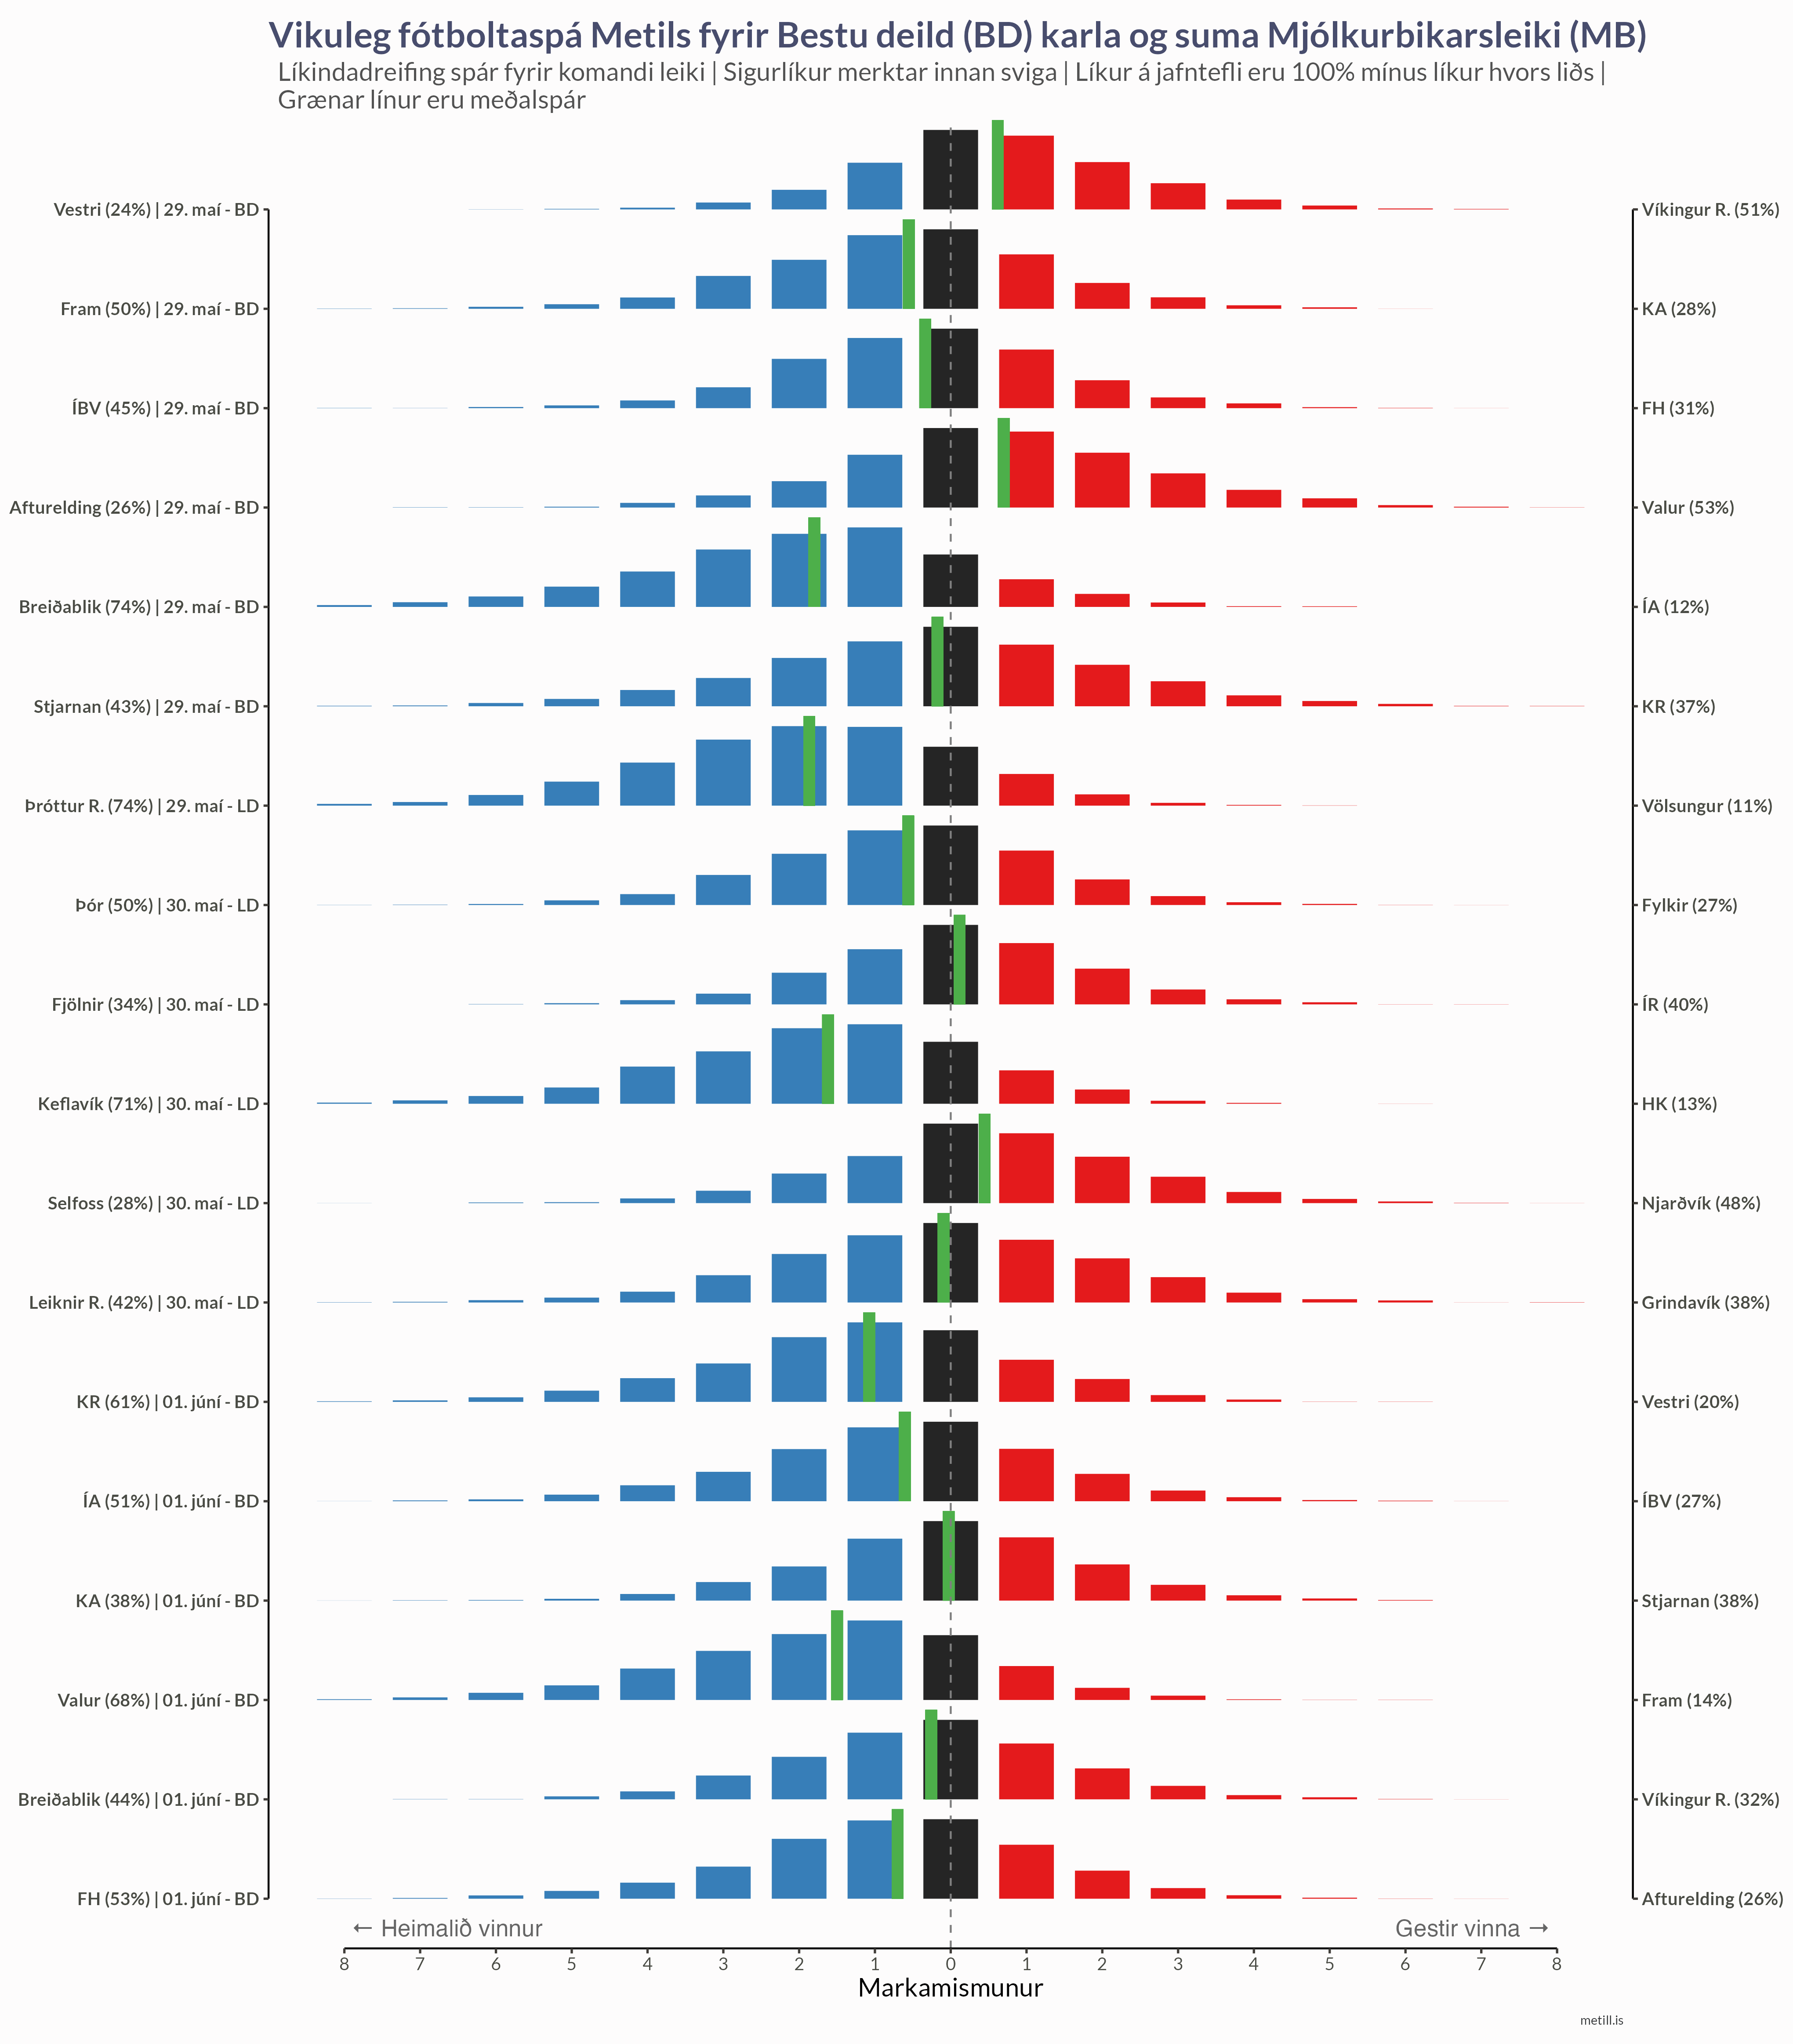 Vikuleg fótboltaspá Metils fyrir Bestu deild (BD) karla og suma Mjólkurbikarsleiki (MB)
Líkindadreifing spár fyrir komandi leiki | Sigurlíkur merktar innan sviga | Líkur á jafntefli eru 100% mínus líkur hvors liðs |
Grænar línur eru meðalspár
Vestri (24%) | 29. maí - BD Víkingur R. (51%)
Fram (50%) | 29. maí - BD KA (28%)
ÍBV (45%) | 29. maí - BD FH (31%)
Afturelding (26%) | 29. maí - BD Valur (53%)
Breiðablik (74%) | 29. maí - BD ÍA (12%)
Stjarnan (43%) | 29. maí - BD KR (37%)
Þróttur R. (74%) | 29. maí - LD Völsungur (11%)
Þór (50%) | 30. maí - LD Fylkir (27%)
Fjölnir (34%) | 30. maí - LD ÍR (40%)
Keflavík (71%) | 30. maí - LD HK (13%)
Selfoss (28%) | 30. maí - LD Njarðvík (48%)
Leiknir R. (42%) | 30. maí - LD Grindavík (38%)
KR (61%) | 01. júní - BD Vestri (20%)
ÍA (51%) | 01. júní - BD ÍBV (27%)
KA (38%) | 01. júní - BD Stjarnan (38%)
Valur (68%) | 01. júní - BD Fram (14%)
Breiðablik (44%) | 01. júní - BD Víkingur R. (32%)
FH (53%) | 01. júní - BD Afturelding (26%)
← Heimalið vinnur Gestir vinna →
8 7 6 5 4 3 2 1 0 1 2 3 4 5 6 7 8
Markamismunur
metill.is